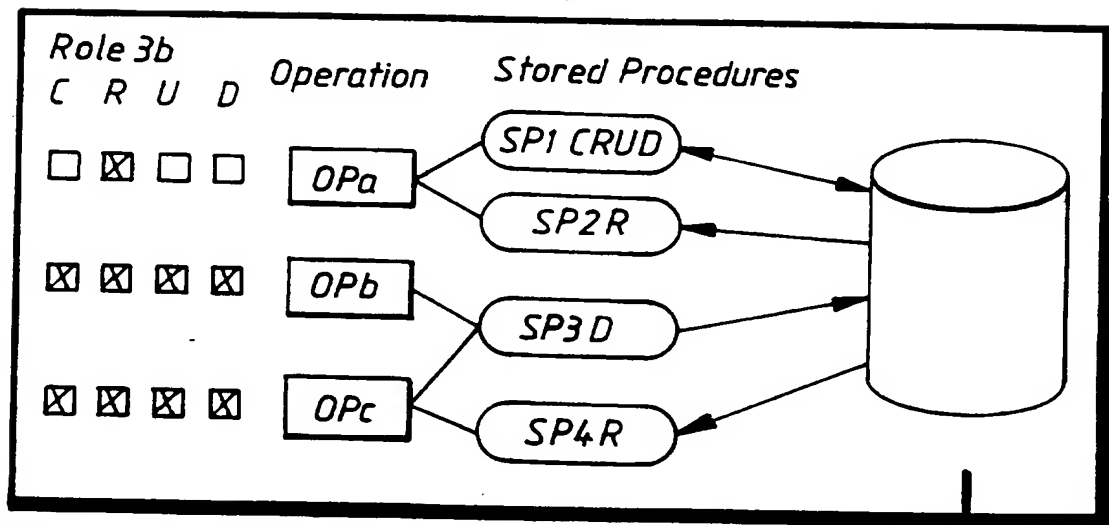 Role 3b
C R U D
Operation
Stored Procedures
SP1 CRUD
OPa
SP2 R
OPb
SP3 D
OPc
SP4 R